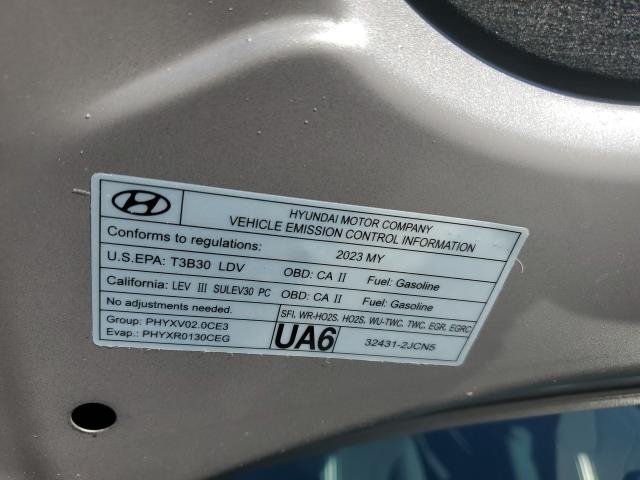 HYUNDAI MOTOR COMPANY
VEHICLE EMISSION CONTROL INFORMATION
Conforms to regulations: 2023 MY
U.S.EPA: T3B30 LDV OBD: CA II Fuel: Gasoline
California: LEV III SULEV30 PC OBD: CA II Fuel: Gasoline
No adjustments needed. SFI, WR-HO2S, HO2S, WU-TWC, TWC, EGR, EGRC
Group: PHYXV02.0CE3
Evap.: PHYXR0130CEG
UA6 32431-2JCN5